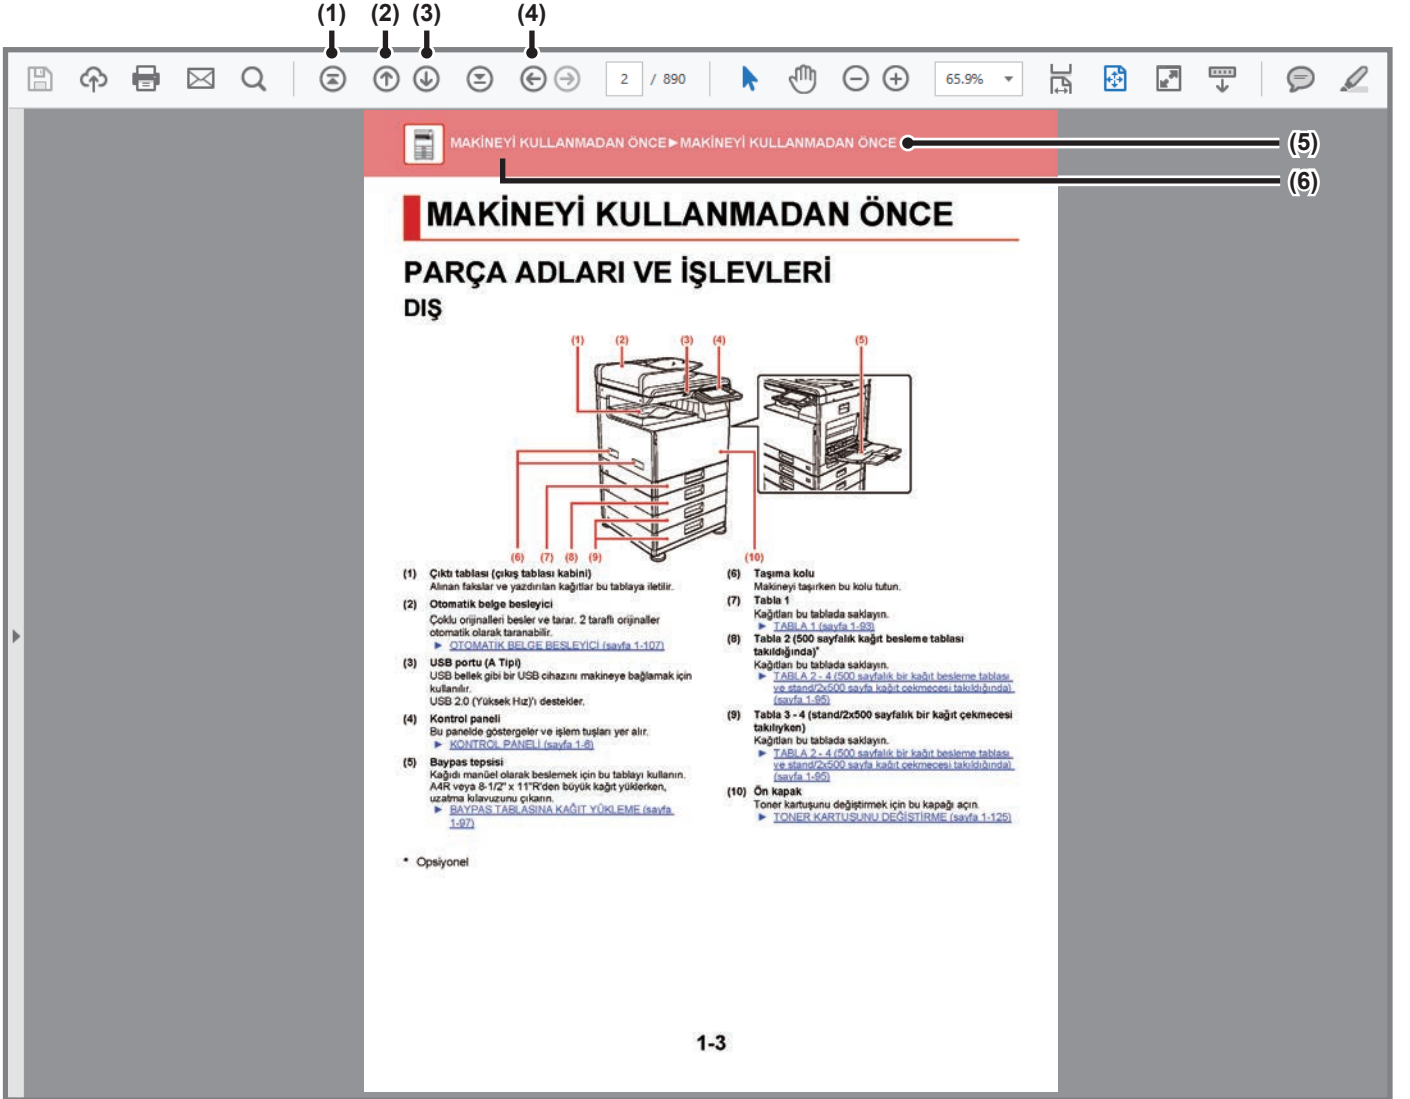 (1) (2) (3) (4)
2 / 890 65.9%
MAKİNEYİ KULLANMADAN ÖNCE►MAKİNEYİ KULLANMADAN ÖNCE
(5)
(6)
MAKİNEYİ KULLANMADAN ÖNCE
PARÇA ADLARI VE İŞLEVLERİ
DIŞ
(1) (2) (3) (4) (5)
(6) (7) (8) (9) (10)
(1) Çıktı tablası (çıkış tablası kabini)
Alınan fakslar ve yazdırılan kağıtlar bu tablaya iletilir.
(2) Otomatik belge besleyici
Çoklu orijinalleri besler ve tarar. 2 taraflı orijinaller
otomatik olarak taranabilir.
► OTOMATİK BELGE BESLEYİCİ (sayfa 1-107)
(3) USB portu (A Tipi)
USB bellek gibi bir USB cihazını makineye bağlamak için
kullanılır.
USB 2.0 (Yüksek Hız)'ı destekler.
(4) Kontrol paneli
Bu panelde göstergeler ve işlem tuşları yer alır.
► KONTROL PANELİ (sayfa 1-6)
(5) Baypas tepsisi
Kağıdı manüel olarak beslemek için bu tablayı kullanın.
A4R veya 8-1/2" x 11"R'den büyük kağıt yüklerken,
uzatma kılavuzunu çıkarın.
► BAYPAS TABLASINA KAĞIT YÜKLEME (sayfa
1-97)
(6) Taşıma kolu
Makineyi taşırken bu kolu tutun.
(7) Tabla 1
Kağıtları bu tablada saklayın.
► TABLA 1 (sayfa 1-93)
(8) Tabla 2 (500 sayfalık kağıt besleme tablası
takıldığında)*
Kağıtları bu tablada saklayın.
► TABLA 2 - 4 (500 sayfalık bir kağıt besleme tablası
ve stand/2x500 sayfa kağıt çekmecesi takıldığında)
(sayfa 1-95)
(9) Tabla 3 - 4 (stand/2x500 sayfalık bir kağıt çekmecesi
takılıyken)
Kağıtları bu tablada saklayın.
► TABLA 2 - 4 (500 sayfalık bir kağıt besleme tablası
ve stand/2x500 sayfa kağıt çekmecesi takıldığında)
(sayfa 1-95)
(10) Ön kapak
Toner kartuşunu değiştirmek için bu kapağı açın.
► TONER KARTUŞUNU DEĞİŞTİRME (sayfa 1-125)
* Opsiyonel
1-3